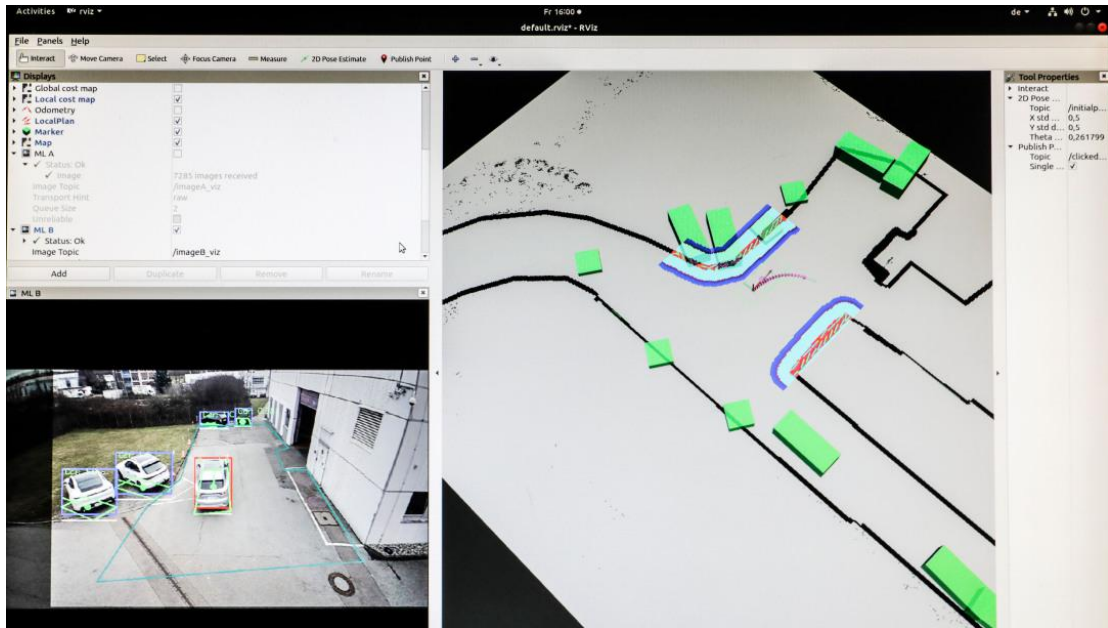 Activities rviz Fr 16:00 de
default.rviz* - RViz
File Panels Help
Interact Move Camera Select Focus Camera Measure 2D Pose Estimate Publish Point
Displays
Global cost map
Local cost map
Odometry
LocalPlan
Marker
Map
ML A
Status: Ok
Image 7285 images received
Image Topic /imageA_viz
Transport Hint raw
Queue Size 2
Unreliable
ML B
Status: Ok
Image Topic /imageB_viz
Add Duplicate Remove Rename
ML B
Tool Properties
Interact
2D Pose ...
Topic /initialp...
X std ... 0,5
Y std d... 0,5
Theta ... 0,261799
Publish P...
Topic /clicked...
Single ...